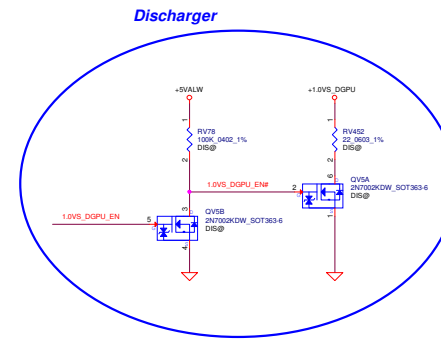 Discharger
+5VALW
+1.0VS_DGPU
1
1
RV78
100K_0402_1%
DIS@
RV452
22_0603_1%
DIS@
2
2
1.0VS_DGPU_EN#
2
6
QV5A
2N7002KDW_SOT363-6
DIS@
1
3
QV5B
2N7002KDW_SOT363-6
DIS@
1.0VS_DGPU_EN
5
4